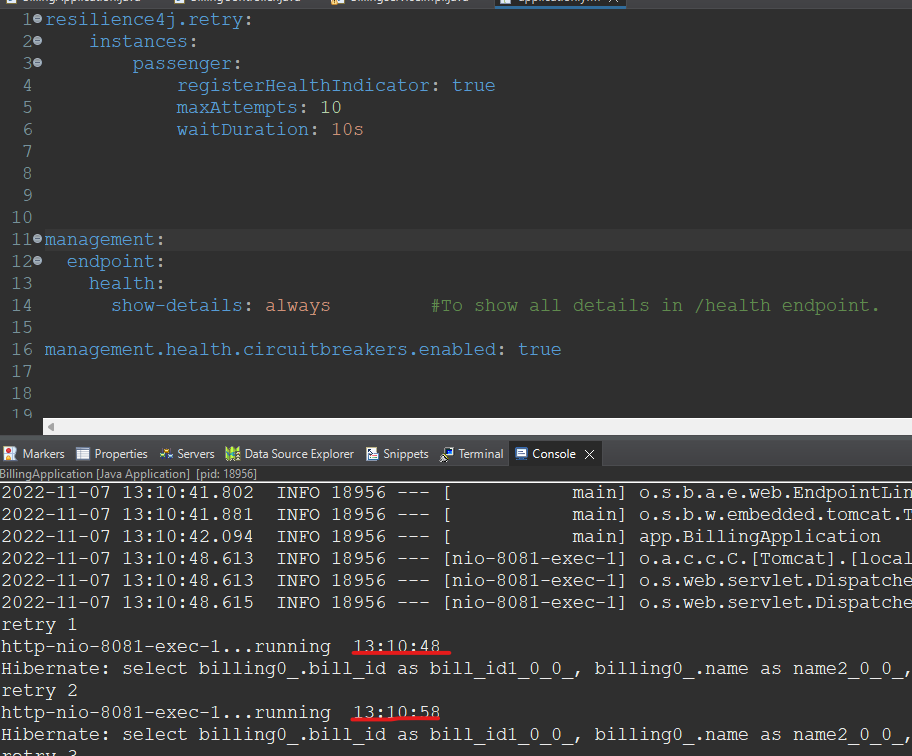 1 resilience4j.retry:
2 instances:
3 passenger:
4 registerHealthIndicator: true
5 maxAttempts: 10
6 waitDuration: 10s
7
8
9
10
11 management:
12 endpoint:
13 health:
14 show-details: always #To show all details in /health endpoint.
15
16 management.health.circuitbreakers.enabled: true
17
18
19
Markers Properties Servers Data Source Explorer Snippets Terminal Console
BillingApplication [Java Application] [pid: 18956]
2022-11-07 13:10:41.802 INFO 18956 --- [ main] o.s.b.a.e.web.EndpointLin
2022-11-07 13:10:41.881 INFO 18956 --- [ main] o.s.b.w.embedded.tomcat.T
2022-11-07 13:10:42.094 INFO 18956 --- [ main] app.BillingApplication
2022-11-07 13:10:48.613 INFO 18956 --- [nio-8081-exec-1] o.a.c.c.C.[Tomcat].[local
2022-11-07 13:10:48.613 INFO 18956 --- [nio-8081-exec-1] o.s.web.servlet.Dispatche
2022-11-07 13:10:48.615 INFO 18956 --- [nio-8081-exec-1] o.s.web.servlet.Dispatche
retry 1
http-nio-8081-exec-1...running 13:10:48
Hibernate: select billing0_.bill_id as bill_id1_0_0_, billing0_.name as name2_0_0_,
retry 2
http-nio-8081-exec-1...running 13:10:58
Hibernate: select billing0_.bill_id as bill_id1_0_0_, billing0_.name as name2_0_0_,
retry 3